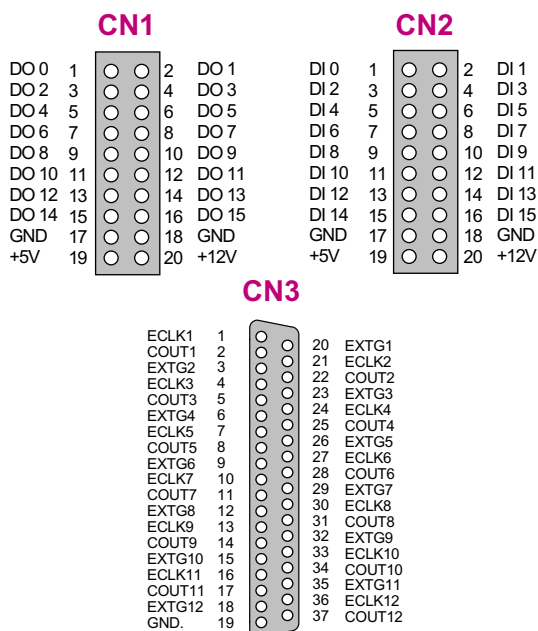 CN1 CN2
DO 0 1 2 DO 1 DI 0 1 2 DI 1
DO 2 3 4 DO 3 DI 2 3 4 DI 3
DO 4 5 6 DO 5 DI 4 5 6 DI 5
DO 6 7 8 DO 7 DI 6 7 8 DI 7
DO 8 9 10 DO 9 DI 8 9 10 DI 9
DO 10 11 12 DO 11 DI 10 11 12 DI 11
DO 12 13 14 DO 13 DI 12 13 14 DI 13
DO 14 15 16 DO 15 DI 14 15 16 DI 15
GND 17 18 GND GND 17 18 GND
+5V 19 20 +12V +5V 19 20 +12V
CN3
ECLK1 1 20 EXTG1
COUT1 2 21 ECLK2
EXTG2 3 22 COUT2
ECLK3 4 23 EXTG3
COUT3 5 24 ECLK4
EXTG4 6 25 COUT4
ECLK5 7 26 EXTG5
COUT5 8 27 ECLK6
EXTG6 9 28 COUT6
ECLK7 10 29 EXTG7
COUT7 11 30 ECLK8
EXTG8 12 31 COUT8
ECLK9 13 32 EXTG9
COUT9 14 33 ECLK10
EXTG10 15 34 COUT10
ECLK11 16 35 EXTG11
COUT11 17 36 ECLK12
EXTG12 18 37 COUT12
GND. 19